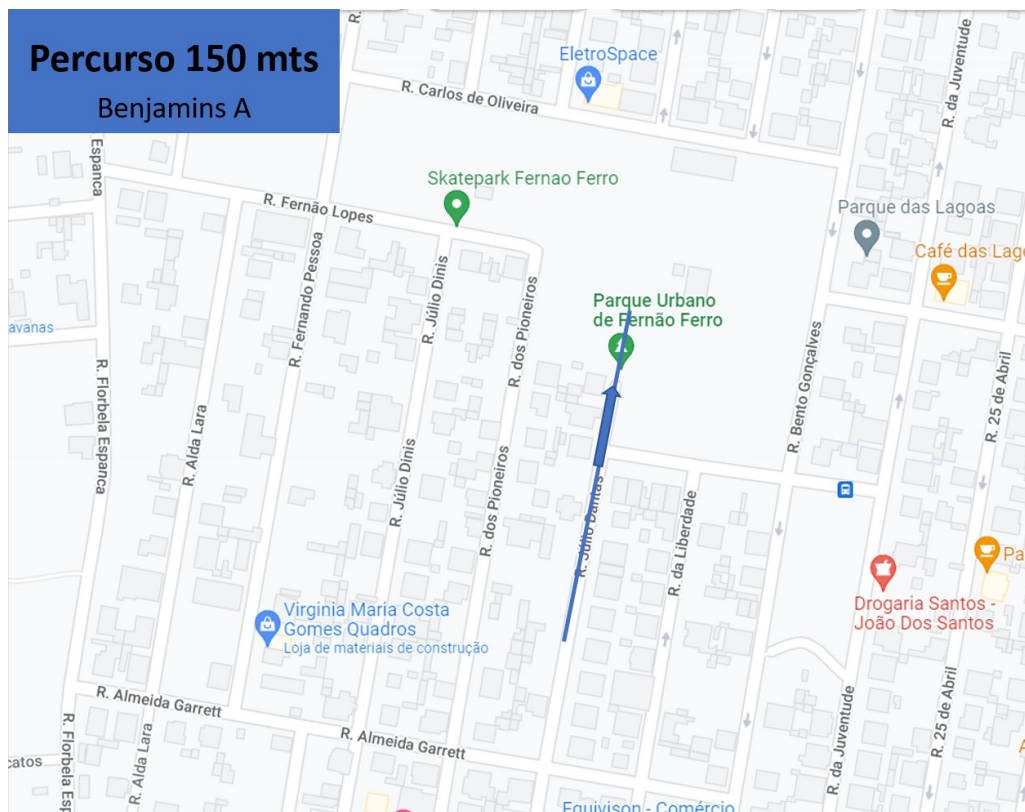 Percurso 150 mts
Benjamins A
R.
EletroSpace
R. Carlos de Oliveira
R. da Juventude
Espanca
Skatepark Fernao Ferro
R. Fernão Lopes
Parque das Lagoas
Café das Lago
R. Fernando Pessoa
R. Júlio Dinis
R. dos Pioneiros
Parque Urbano
de Fernão Ferro
avanas
R. Florbela Espanca
R. Alda Lara
R. Bento Gonçalves
R. 25 de Abril
R. Júlio Dinis
R. dos Pioneiros
R. Júlio Dantas
R. da Liberdade
Pa
Virginia Maria Costa
Gomes Quadros
Loja de materiais de construção
Drogaria Santos -
João Dos Santos
R. Almeida Garrett
R. Almeida Garrett
R. Florbela Esp
R. Alda Lara
R. da Juventude
R. 25 de Abril
catos
A
Equivison - Comércio